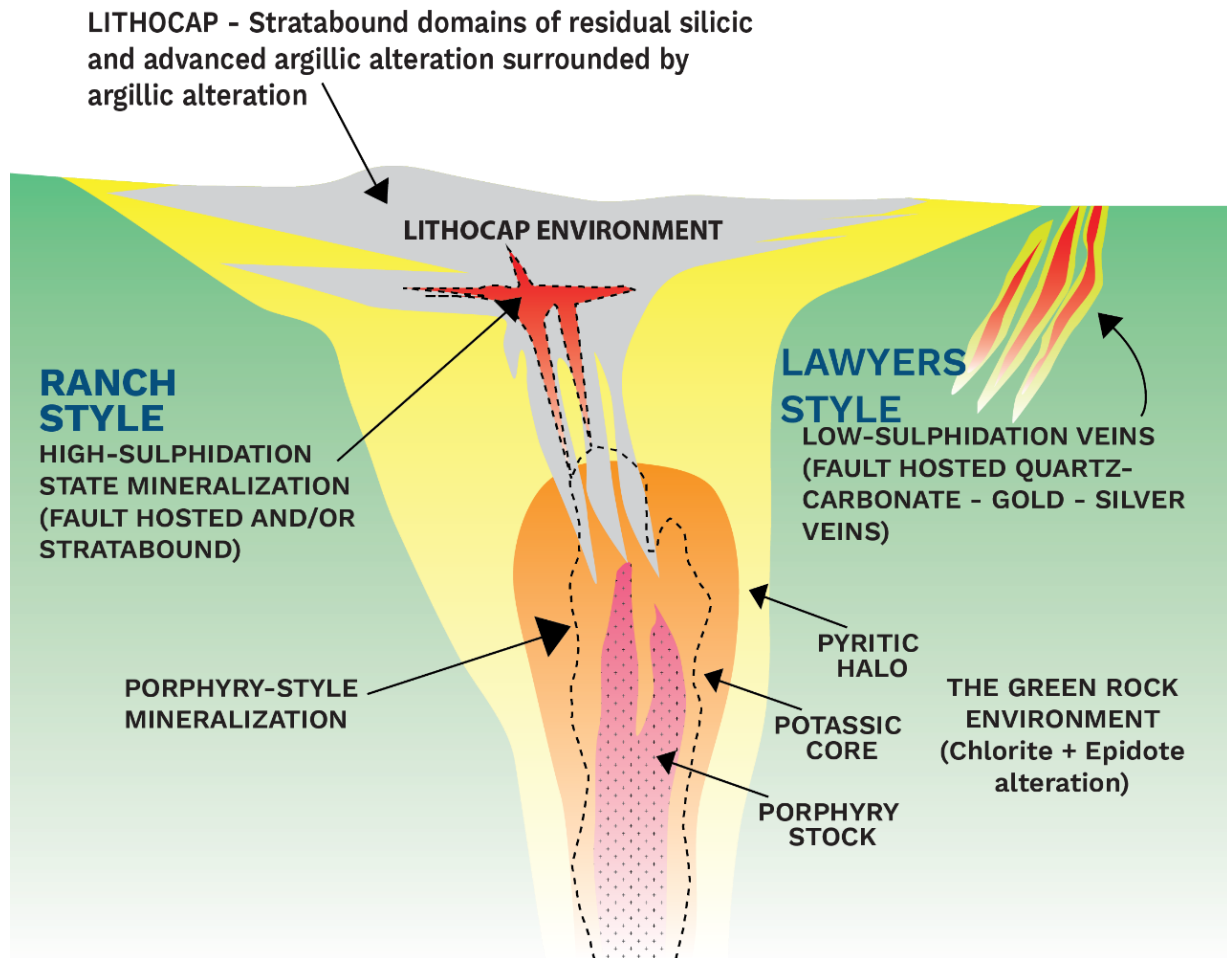 LITHOCAP - Stratabound domains of residual silicic
and advanced argillic alteration surrounded by
argillic alteration
LITHOCAP ENVIRONMENT
RANCH
STYLE
HIGH-SULPHIDATION
STATE MINERALIZATION
(FAULT HOSTED AND/OR
STRATABOUND)
LAWYERS
STYLE
LOW-SULPHIDATION VEINS
(FAULT HOSTED QUARTZ-
CARBONATE - GOLD - SILVER
VEINS)
PYRITIC
HALO
PORPHYRY-STYLE
MINERALIZATION
POTASSIC
CORE
THE GREEN ROCK
ENVIRONMENT
(Chlorite + Epidote
alteration)
PORPHYRY
STOCK